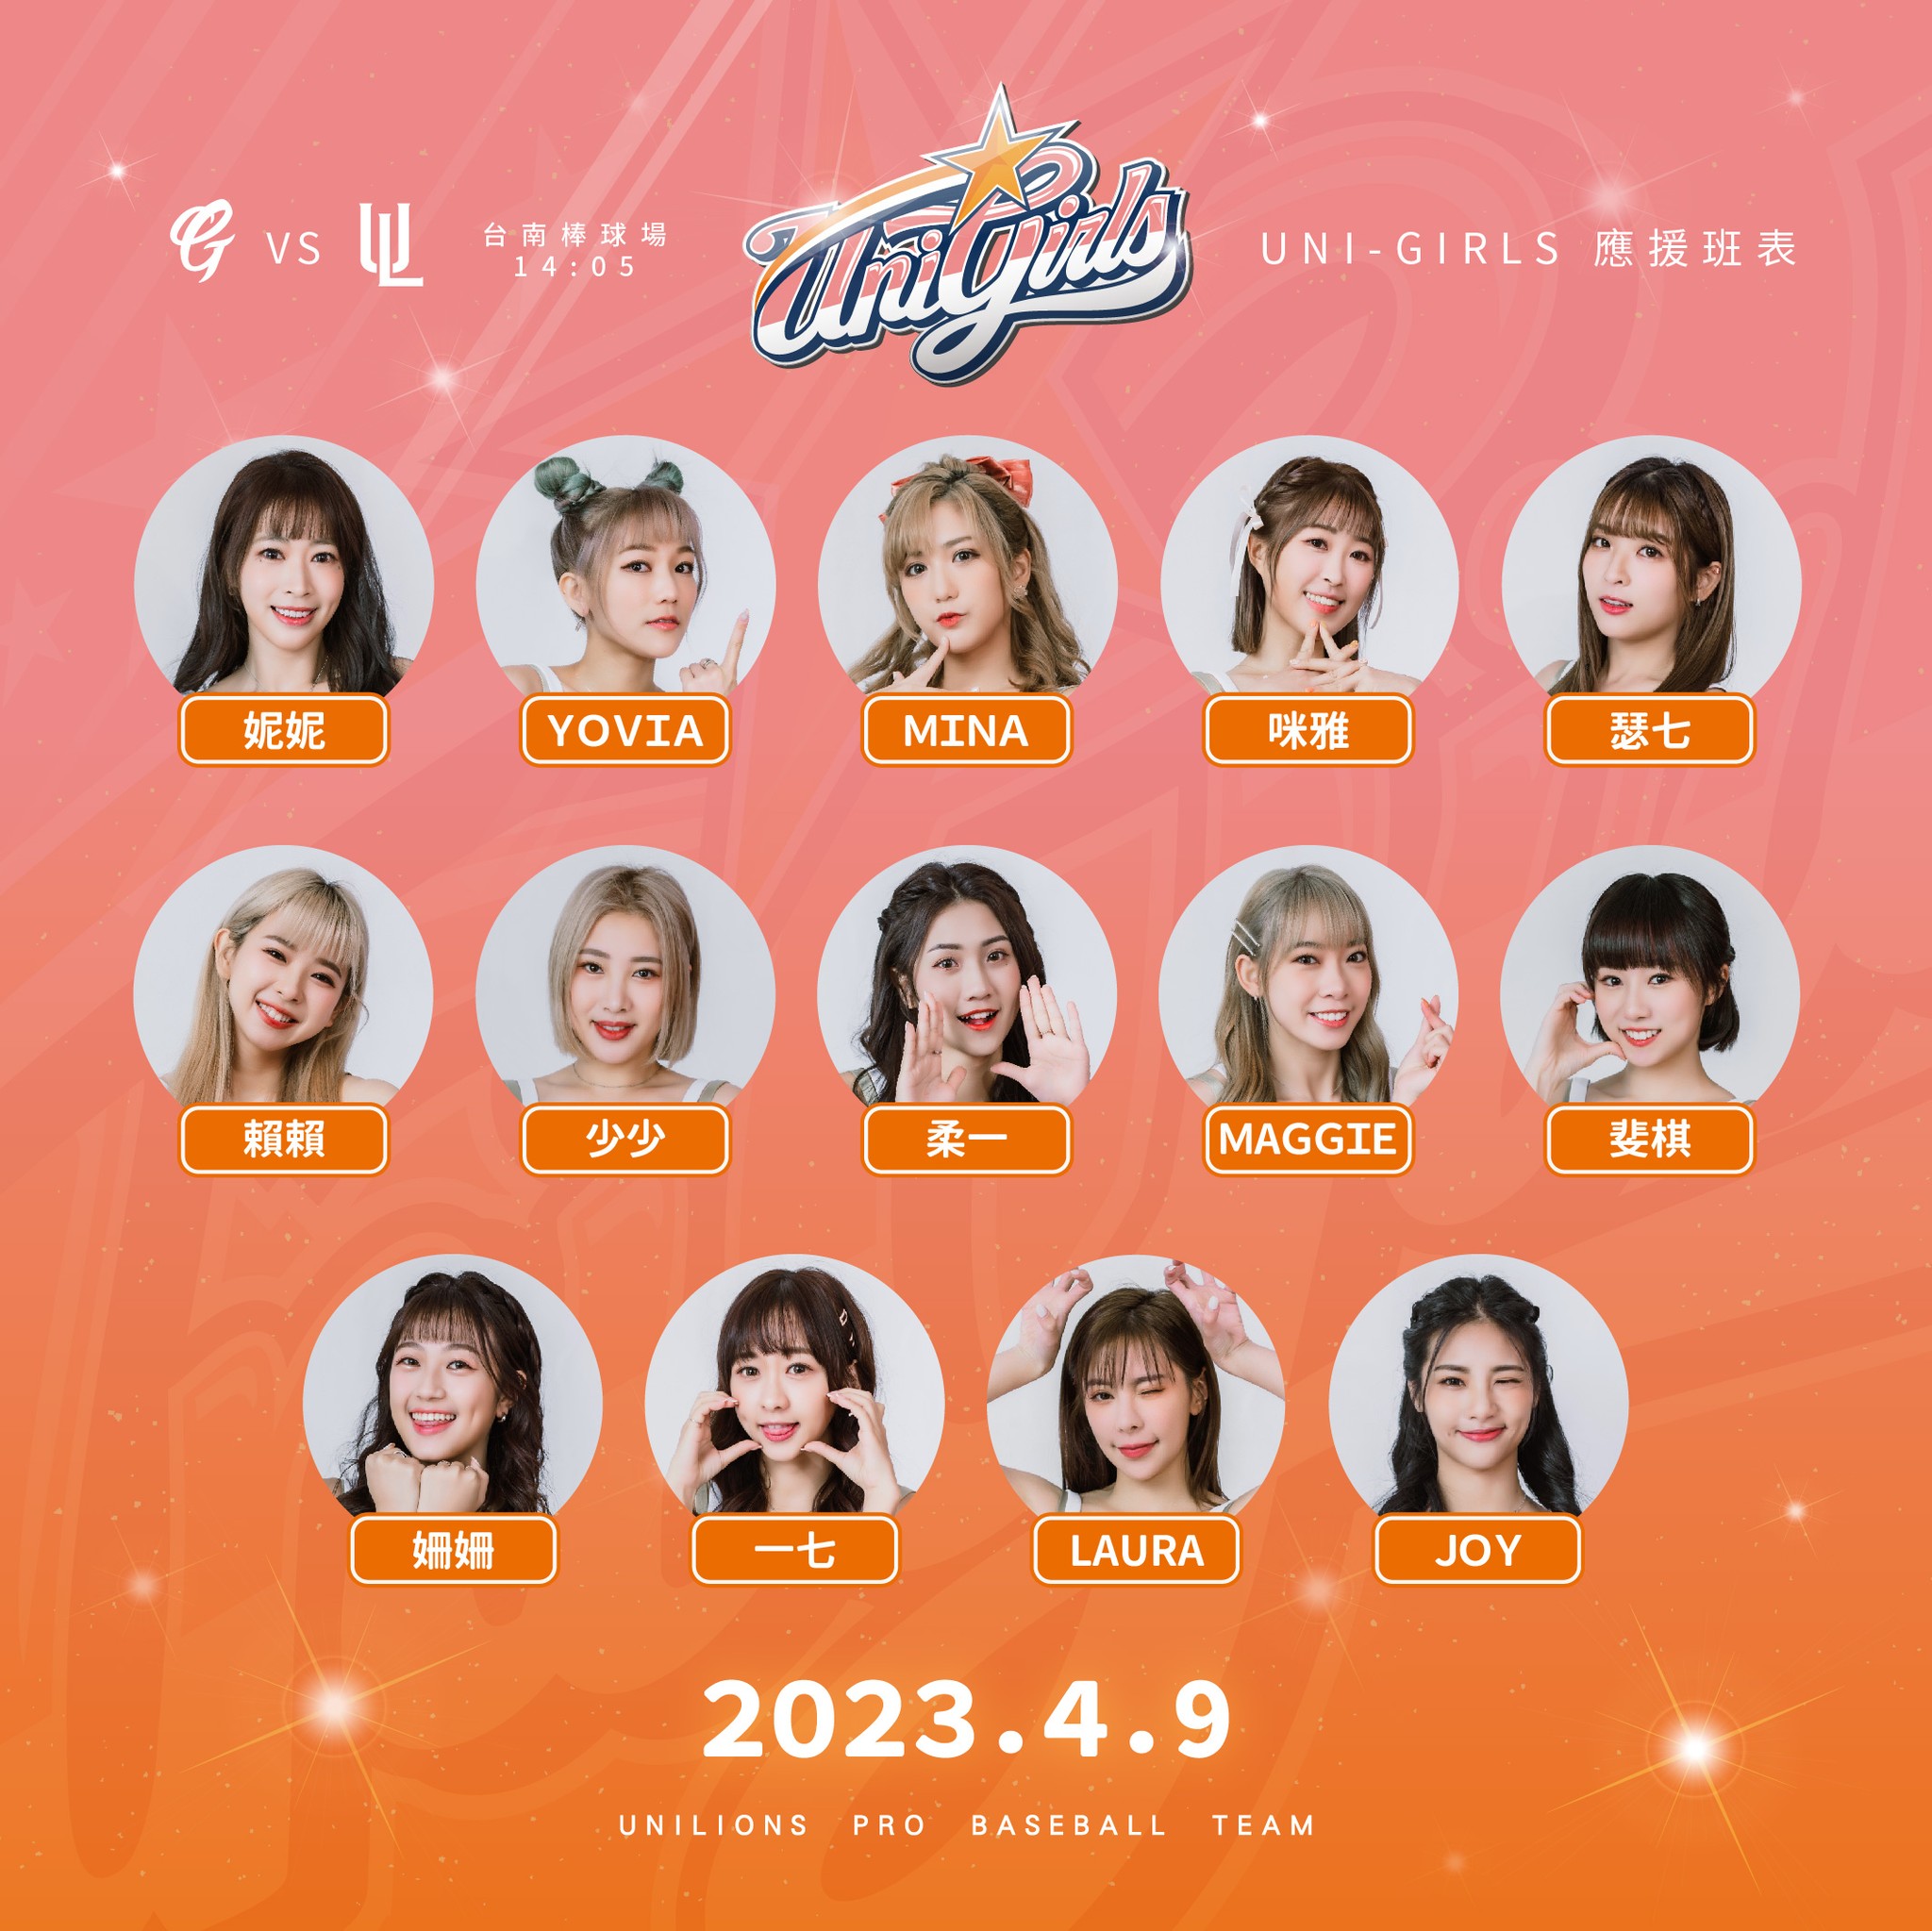 G VS UL
台南棒球場
14:05
UniGirls
UNI-GIRLS 應援班表
妮妮
YOVIA
MINA
咪雅
瑟七
賴賴
少少
柔一
MAGGIE
斐棋
姍姍
一七
LAURA
JOY
2023.4.9
UNILIONS PRO BASEBALL TEAM